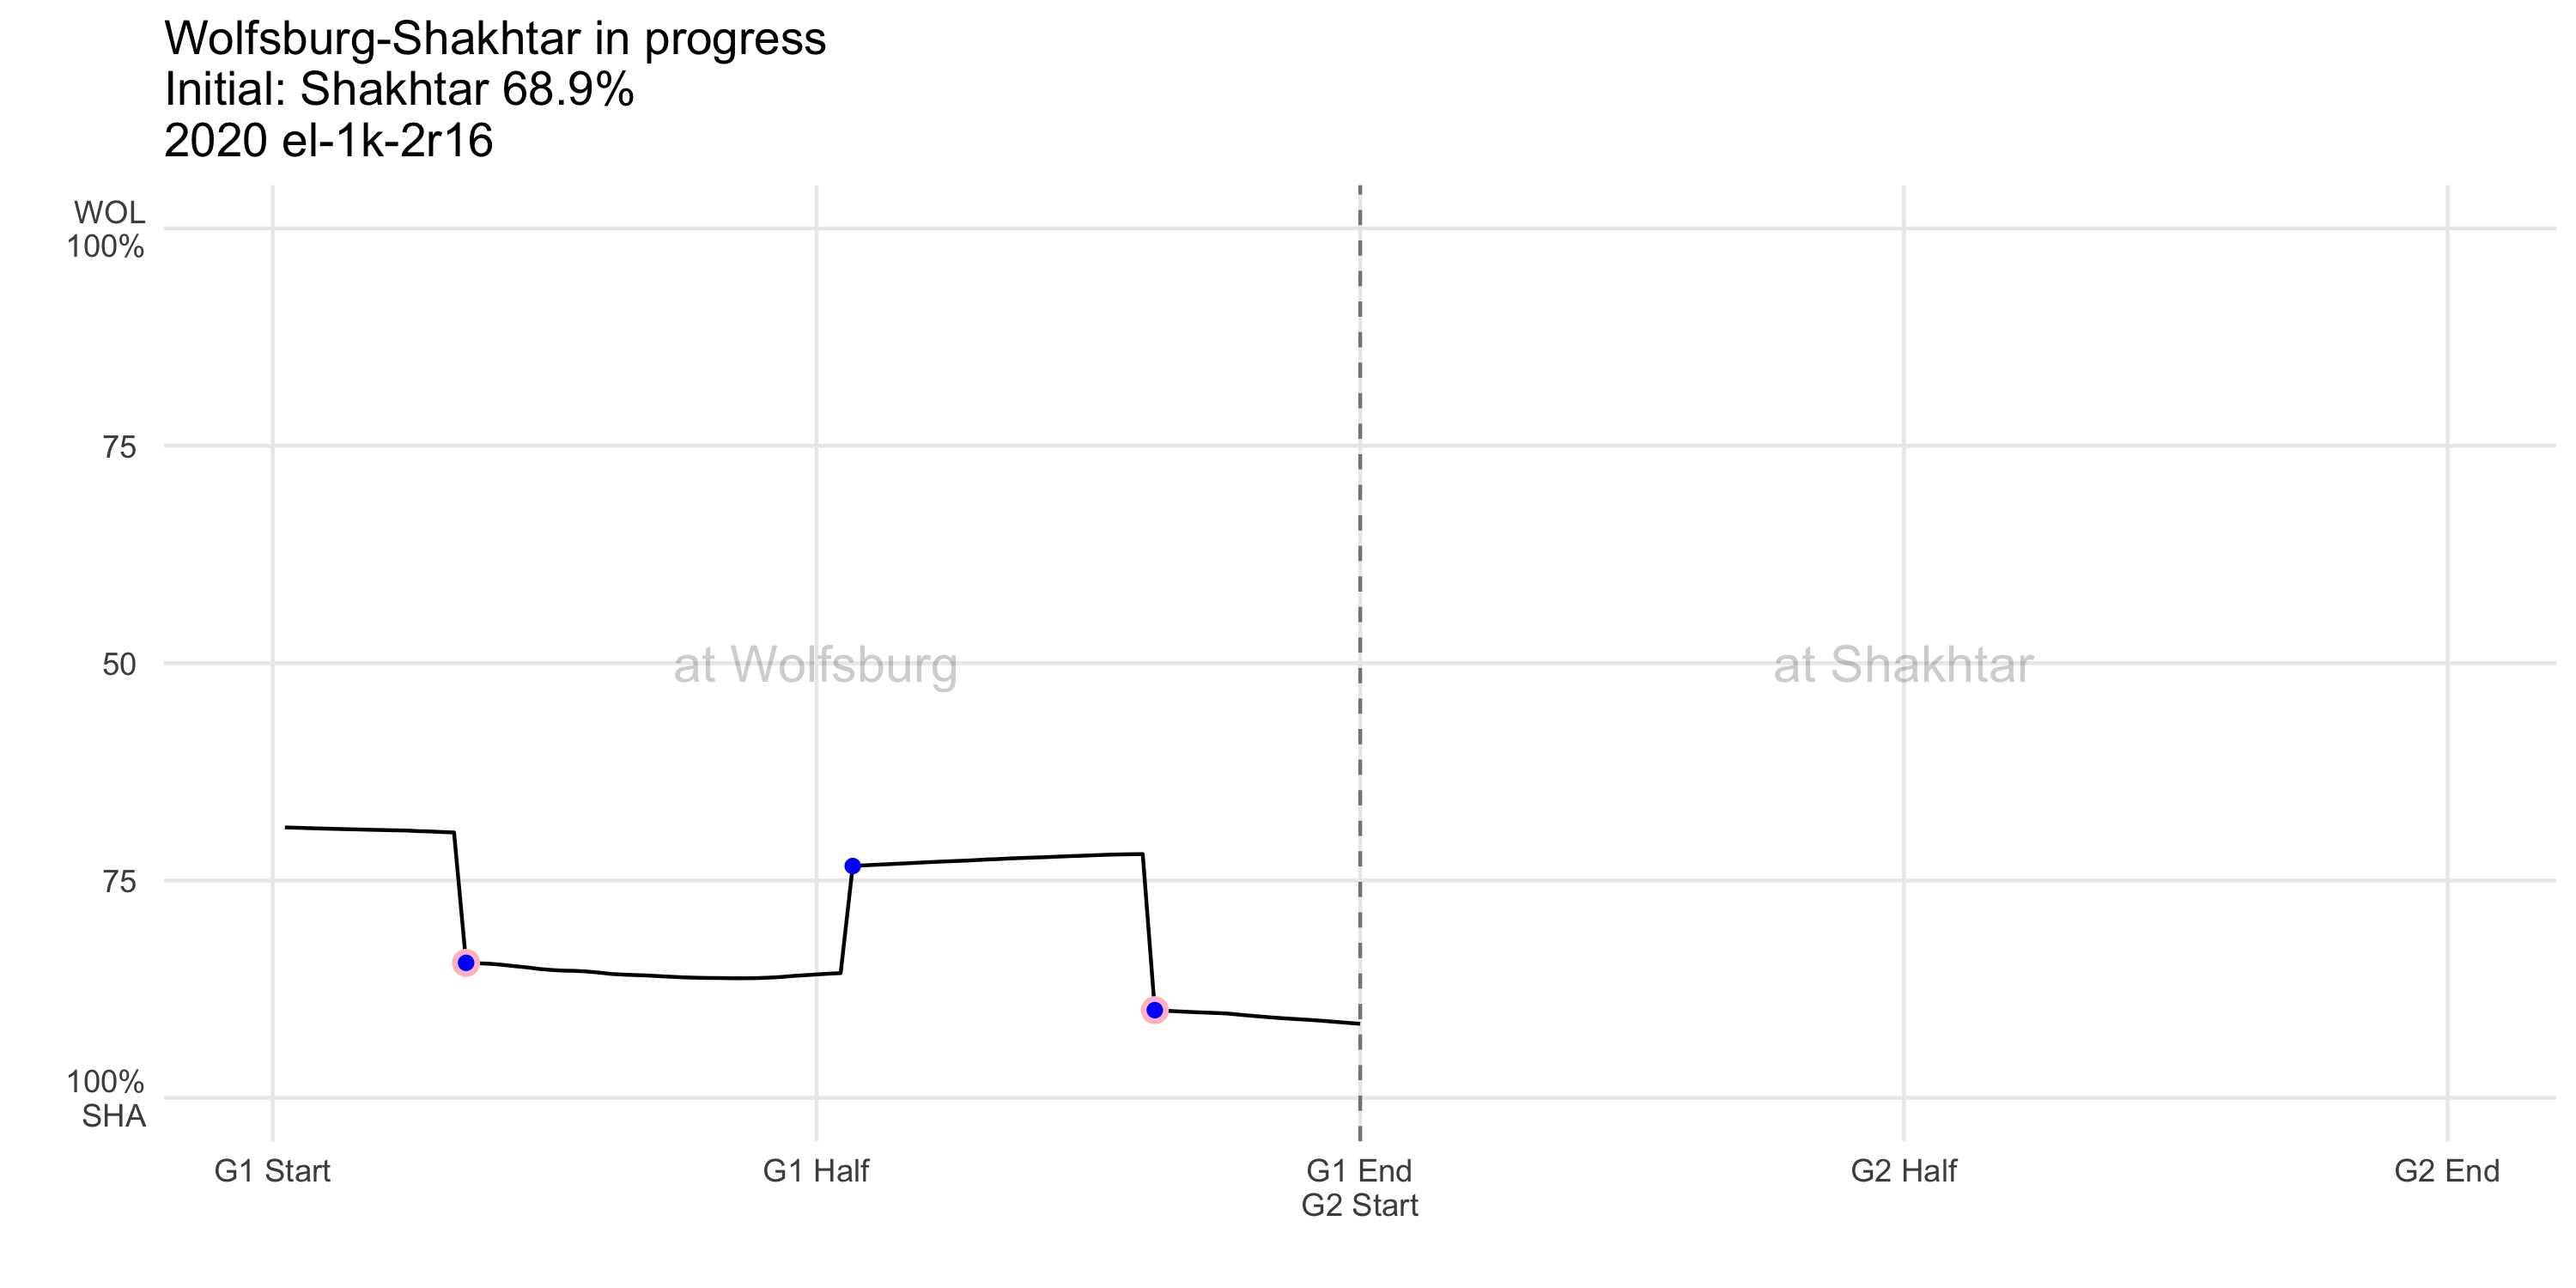 Wolfsburg-Shakhtar in progress
Initial: Shakhtar 68.9%
2020 el-1k-2r16
WOL
100%
75
50
at Wolfsburg
at Shakhtar
75
100%
SHA
G1 Start
G1 Half
G1 End
G2 Start
G2 Half
G2 End